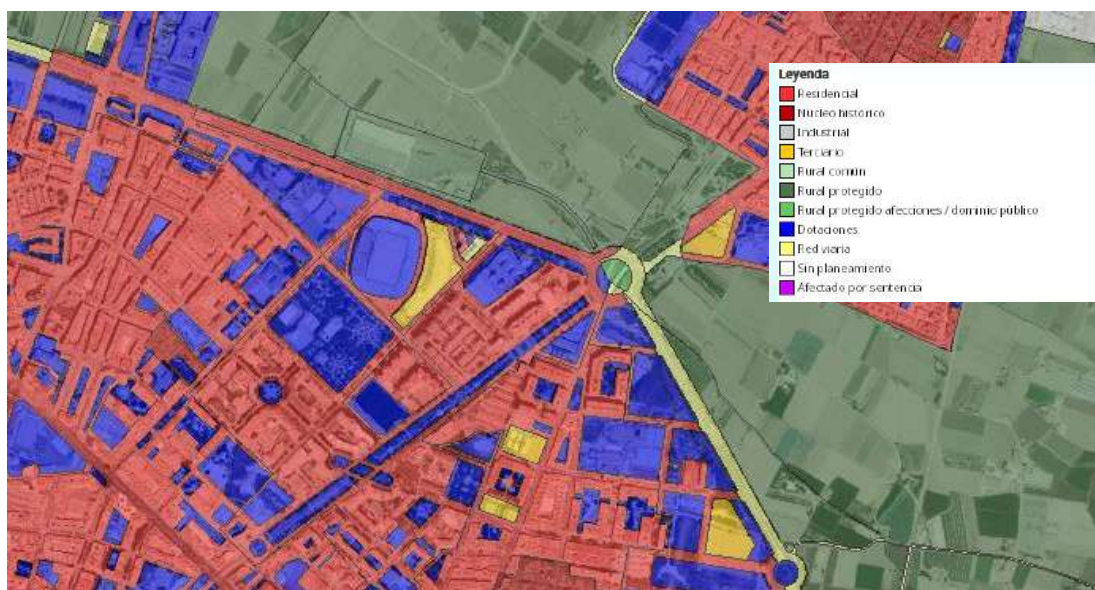 Leyenda
Residencial
Nucleo histórico
Industrial
Terciario
Rural común
Rural protegido
Rural protegido afecciones / dominio público
Dotaciones
Red viaria
Sin planeamiento
Afectado por sentencia